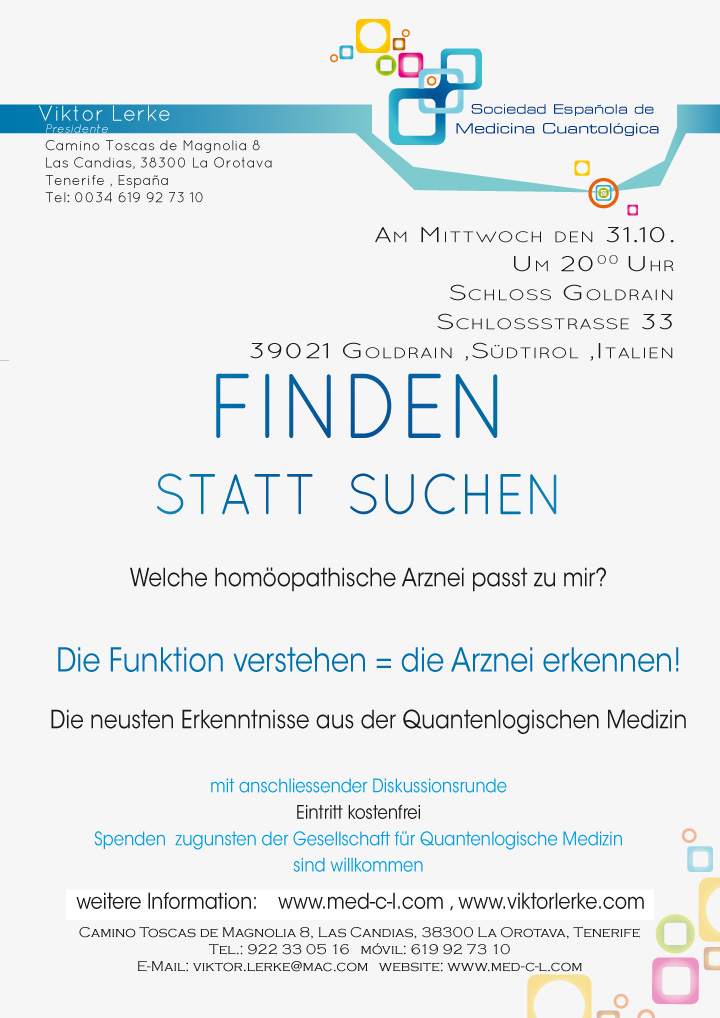 Viktor Lerke
Presidente
Camino Toscas de Magnolia 8
Las Candias, 38300 La Orotava
Tenerife , España
Tel: 0034 619 92 73 10
Sociedad Española de
Medicina Cuantológica
Am Mittwoch den 31.10.
Um 20⁰⁰ Uhr
Schloss Goldrain
Schlossstrasse 33
39021 Goldrain ,Südtirol ,Italien
FINDEN
STATT SUCHEN
Welche homöopathische Arznei passt zu mir?
Die Funktion verstehen = die Arznei erkennen!
Die neusten Erkenntnisse aus der Quantenlogischen Medizin
mit anschliessender Diskussionsrunde
Eintritt kostenfrei
Spenden zugunsten der Gesellschaft für Quantenlogische Medizin
sind willkommen
weitere Information: www.med-c-l.com , www.viktorlerke.com
Camino Toscas de Magnolia 8, Las Candias, 38300 La Orotava, Tenerife
Tel.: 922 33 05 16 móvil: 619 92 73 10
E-Mail: viktor.lerke@mac.com website: www.med-c-l.com